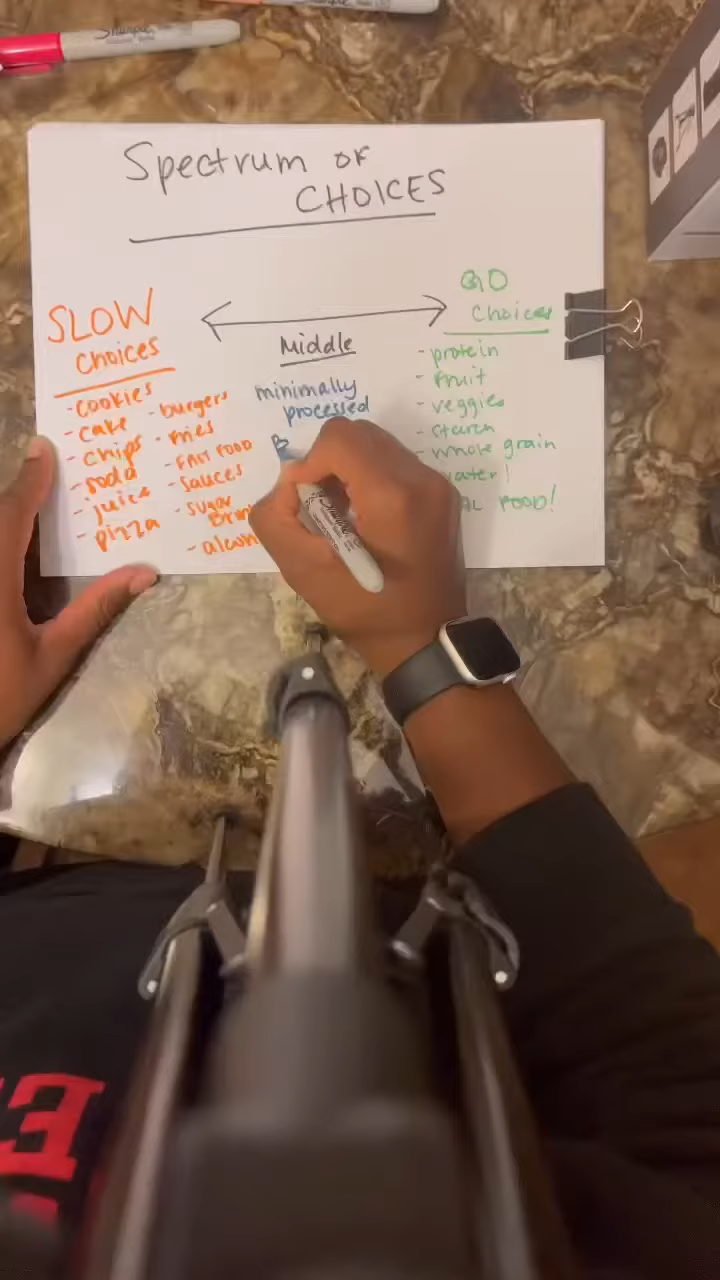 Sharpie
Spectrum OF
CHOICES
SLOW
Choices
- cookies
- cake
- chips
- soda
- juice
- pizza
- burgers
- fries
- FAST FOOD
- sauces
- sugar
Middle
minimally
processed
B
GO
Choices
- protein
- fruit
- veggies
- starch
- whole grain
water!
FOOD!